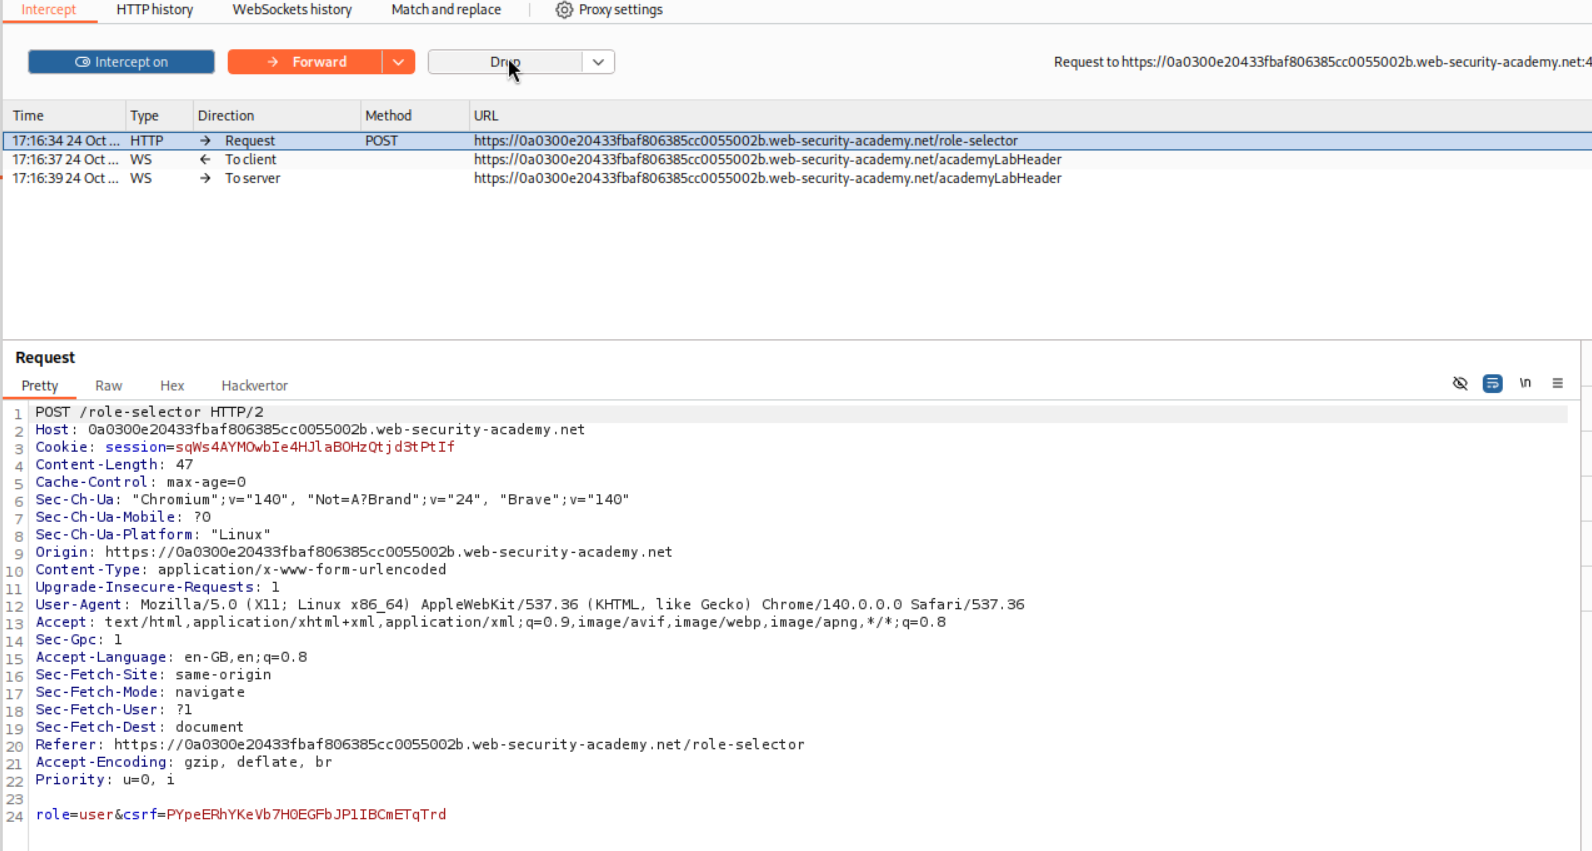 Intercept HTTP history WebSockets history Match and replace Proxy settings
Intercept on Forward Drop Request to https://0a0300e20433fbaf806385cc0055002b.web-security-academy.net:4
Time Type Direction Method URL
17:16:34 24 Oct ... HTTP → Request POST https://0a0300e20433fbaf806385cc0055002b.web-security-academy.net/role-selector
17:16:37 24 Oct ... WS ← To client https://0a0300e20433fbaf806385cc0055002b.web-security-academy.net/academyLabHeader
17:16:39 24 Oct ... WS → To server https://0a0300e20433fbaf806385cc0055002b.web-security-academy.net/academyLabHeader
Request
Pretty Raw Hex Hackvertor \n
1 POST /role-selector HTTP/2
2 Host: 0a0300e20433fbaf806385cc0055002b.web-security-academy.net
3 Cookie: session=sqWs4AYMOwbIe4HJlaBOHzQtjd3tPtIf
4 Content-Length: 47
5 Cache-Control: max-age=0
6 Sec-Ch-Ua: "Chromium";v="140", "Not=A?Brand";v="24", "Brave";v="140"
7 Sec-Ch-Ua-Mobile: ?0
8 Sec-Ch-Ua-Platform: "Linux"
9 Origin: https://0a0300e20433fbaf806385cc0055002b.web-security-academy.net
10 Content-Type: application/x-www-form-urlencoded
11 Upgrade-Insecure-Requests: 1
12 User-Agent: Mozilla/5.0 (X11; Linux x86_64) AppleWebKit/537.36 (KHTML, like Gecko) Chrome/140.0.0.0 Safari/537.36
13 Accept: text/html,application/xhtml+xml,application/xml;q=0.9,image/avif,image/webp,image/apng,*/*;q=0.8
14 Sec-Gpc: 1
15 Accept-Language: en-GB,en;q=0.8
16 Sec-Fetch-Site: same-origin
17 Sec-Fetch-Mode: navigate
18 Sec-Fetch-User: ?1
19 Sec-Fetch-Dest: document
20 Referer: https://0a0300e20433fbaf806385cc0055002b.web-security-academy.net/role-selector
21 Accept-Encoding: gzip, deflate, br
22 Priority: u=0, i
23
24 role=user&csrf=PYpeERhYKeVb7H0EGFbJPlIBCmETqTrd